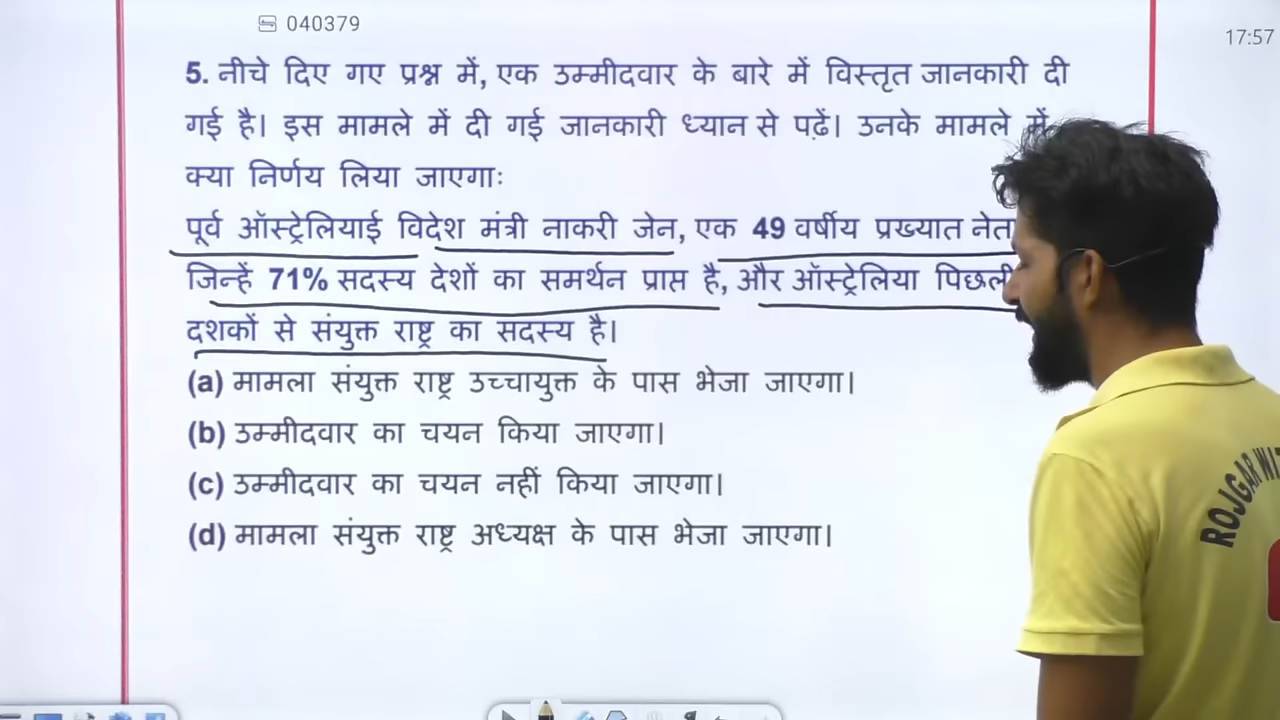 040379
17:57
5. नीचे दिए गए प्रश्न में, एक उम्मीदवार के बारे में विस्तृत जानकारी दी
गई है। इस मामले में दी गई जानकारी ध्यान से पढ़ें। उनके मामले में
क्या निर्णय लिया जाएगाः
पूर्व ऑस्ट्रेलियाई विदेश मंत्री नाकरी जेन, एक 49 वर्षीय प्रख्यात
जिन्हें 71% सदस्य देशों का समर्थन प्राप्त है, और ऑस्ट्रेलिया
दशकों से संयुक्त राष्ट्र का सदस्य है।
(a) मामला संयुक्त राष्ट्र उच्चायुक्त के पास भेजा जाएगा।
(b) उम्मीदवार का चयन किया जाएगा।
(c) उम्मीदवार का चयन नहीं किया जाएगा।
(d) मामला संयुक्त राष्ट्र अध्यक्ष के पास भेजा जाएगा।
ROJGAR